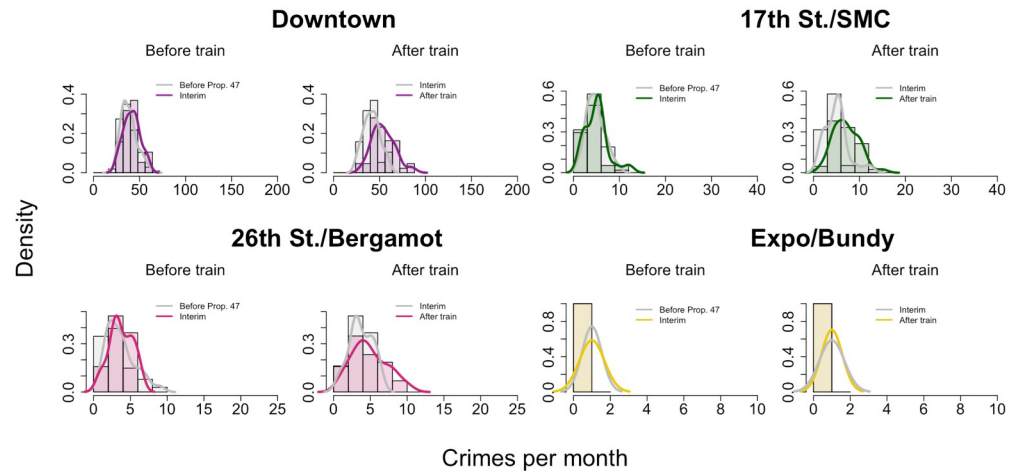 Downtown
17th St./SMC
Before train
After train
Before train
After train
Before Prop. 47
Interim
Interim
After train
Before Prop. 47
Interim
Interim
After train
0.4
0.2
0.0
0.4
0.2
0.0
0.6
0.3
0.0
0.6
0.3
0.0
0 50 100 150 200
0 50 100 150 200
0 10 20 30 40
0 10 20 30 40
Density
26th St./Bergamot
Expo/Bundy
Before train
After train
Before train
After train
Before Prop. 47
Interim
Interim
After train
Before Prop. 47
Interim
Interim
After train
0.3
0.0
0.3
0.0
0.8
0.4
0.0
0.8
0.4
0.0
0 5 10 15 20 25
0 5 10 15 20 25
0 2 4 6 8 10
0 2 4 6 8 10
Crimes per month